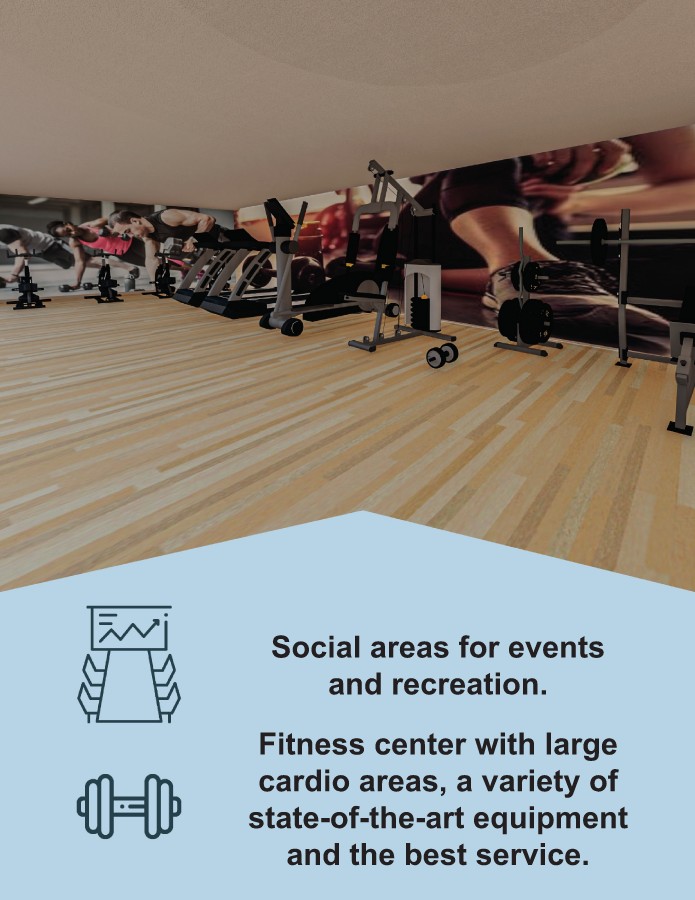 Social areas for events
and recreation.
Fitness center with large
cardio areas, a variety of
state-of-the-art equipment
and the best service.